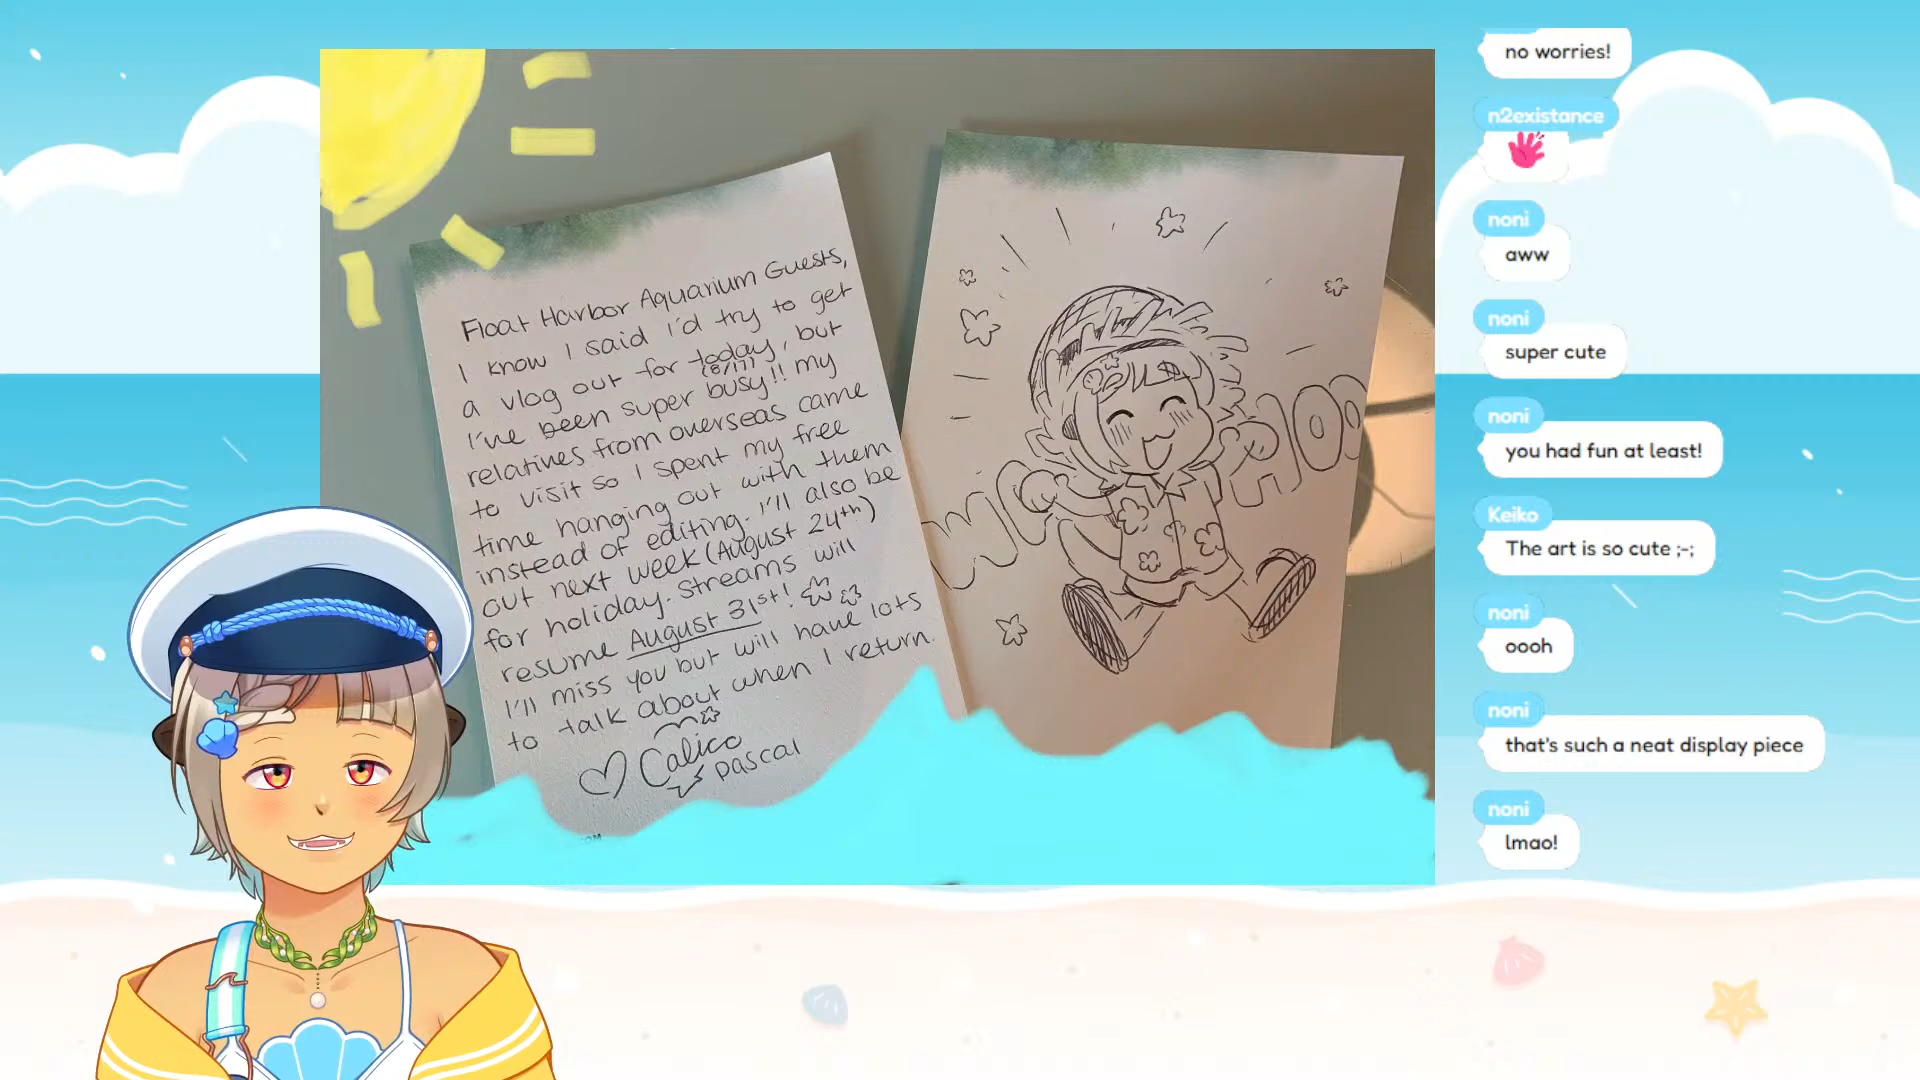 Float Harbor Aquarium Guests,
I know I said I'd try to get
a vlog out for today, but
(8/17)
I've been super busy!! my
relatives from overseas came
to visit so I spent my free
time hanging out with them
instead of editing. I'll also be
out next week (August 24th)
for holiday. Streams will
resume August 31st!
I'll miss you but will have lots
to talk about when I return.
Calico
pascal
WOO HOO
no worries!
n2existance
noni
aww
noni
super cute
noni
you had fun at least!
Keiko
The art is so cute ;-;
noni
oooh
noni
that's such a neat display piece
noni
lmao!